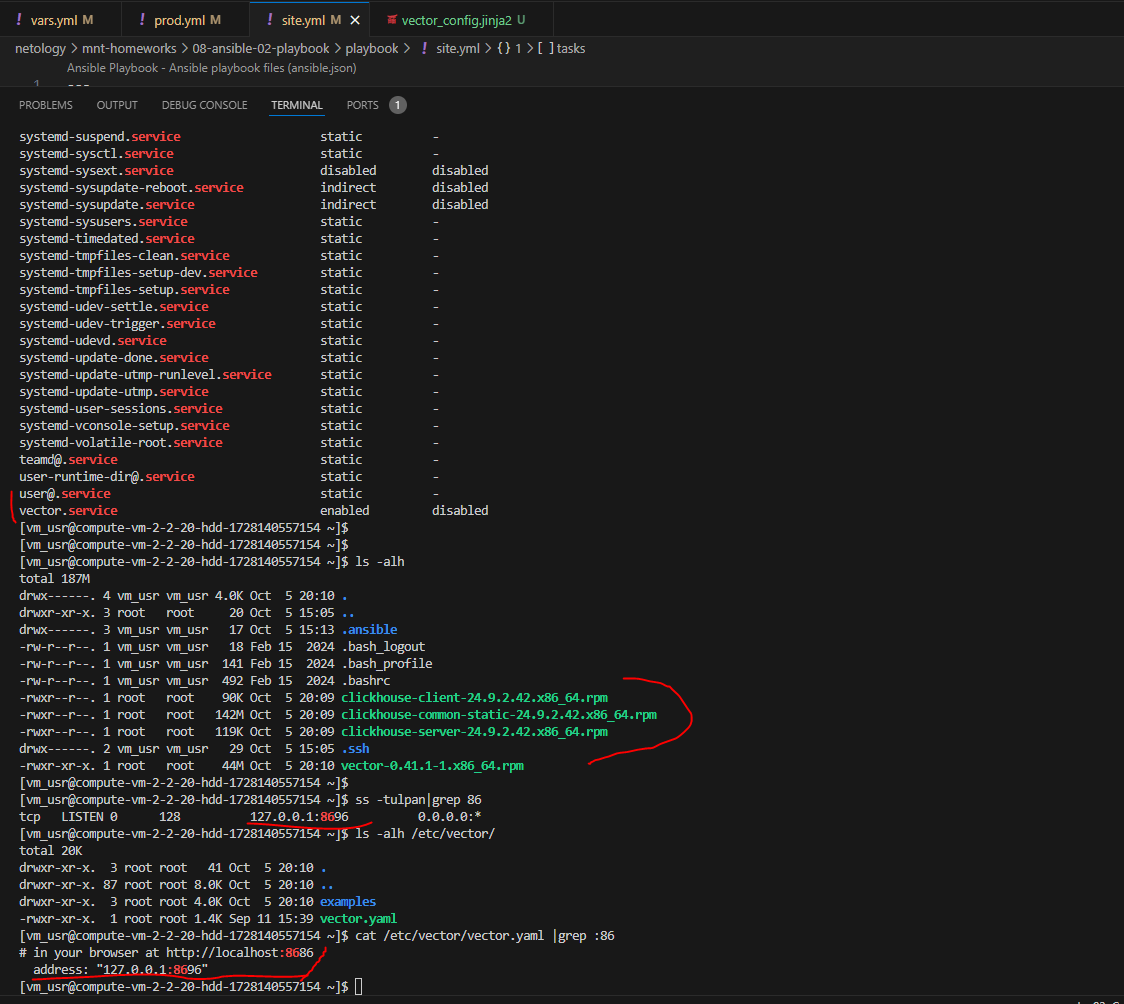 ! vars.yml M ! prod.yml M ! site.yml M × vector_config.jinja2 U
netology > mnt-homeworks > 08-ansible-02-playbook > playbook > ! site.yml > {} 1 > [ ] tasks
Ansible Playbook - Ansible playbook files (ansible.json)
1 ---
PROBLEMS OUTPUT DEBUG CONSOLE TERMINAL PORTS 1
systemd-suspend.service static -
systemd-sysctl.service static -
systemd-sysext.service disabled disabled
systemd-sysupdate-reboot.service indirect disabled
systemd-sysupdate.service indirect disabled
systemd-sysusers.service static -
systemd-timedated.service static -
systemd-tmpfiles-clean.service static -
systemd-tmpfiles-setup-dev.service static -
systemd-tmpfiles-setup.service static -
systemd-udev-settle.service static -
systemd-udev-trigger.service static -
systemd-udevd.service static -
systemd-update-done.service static -
systemd-update-utmp-runlevel.service static -
systemd-update-utmp.service static -
systemd-user-sessions.service static -
systemd-vconsole-setup.service static -
systemd-volatile-root.service static -
teamd@.service static -
user-runtime-dir@.service static -
user@.service static -
vector.service enabled disabled
[vm_usr@compute-vm-2-2-20-hdd-1728140557154 ~]$
[vm_usr@compute-vm-2-2-20-hdd-1728140557154 ~]$
[vm_usr@compute-vm-2-2-20-hdd-1728140557154 ~]$ ls -alh
total 187M
drwx------. 4 vm_usr vm_usr 4.0K Oct 5 20:10 .
drwxr-xr-x. 3 root root 20 Oct 5 15:05 ..
drwx------. 3 vm_usr vm_usr 17 Oct 5 15:13 .ansible
-rw-r--r--. 1 vm_usr vm_usr 18 Feb 15 2024 .bash_logout
-rw-r--r--. 1 vm_usr vm_usr 141 Feb 15 2024 .bash_profile
-rw-r--r--. 1 vm_usr vm_usr 492 Feb 15 2024 .bashrc
-rwxr--r--. 1 root root 90K Oct 5 20:09 clickhouse-client-24.9.2.42.x86_64.rpm
-rwxr--r--. 1 root root 142M Oct 5 20:09 clickhouse-common-static-24.9.2.42.x86_64.rpm
-rwxr--r--. 1 root root 119K Oct 5 20:09 clickhouse-server-24.9.2.42.x86_64.rpm
drwx------. 2 vm_usr vm_usr 29 Oct 5 15:05 .ssh
-rwxr-xr-x. 1 root root 44M Oct 5 20:10 vector-0.41.1-1.x86_64.rpm
[vm_usr@compute-vm-2-2-20-hdd-1728140557154 ~]$
[vm_usr@compute-vm-2-2-20-hdd-1728140557154 ~]$ ss -tulpan|grep 86
tcp LISTEN 0 128 127.0.0.1:8696 0.0.0.0:*
[vm_usr@compute-vm-2-2-20-hdd-1728140557154 ~]$ ls -alh /etc/vector/
total 20K
drwxr-xr-x. 3 root root 41 Oct 5 20:10 .
drwxr-xr-x. 87 root root 8.0K Oct 5 20:10 ..
drwxr-xr-x. 3 root root 4.0K Oct 5 20:10 examples
-rwxr-xr-x. 1 root root 1.4K Sep 11 15:39 vector.yaml
[vm_usr@compute-vm-2-2-20-hdd-1728140557154 ~]$ cat /etc/vector/vector.yaml |grep :86
# in your browser at http://localhost:8686
address: "127.0.0.1:8696"
[vm_usr@compute-vm-2-2-20-hdd-1728140557154 ~]$